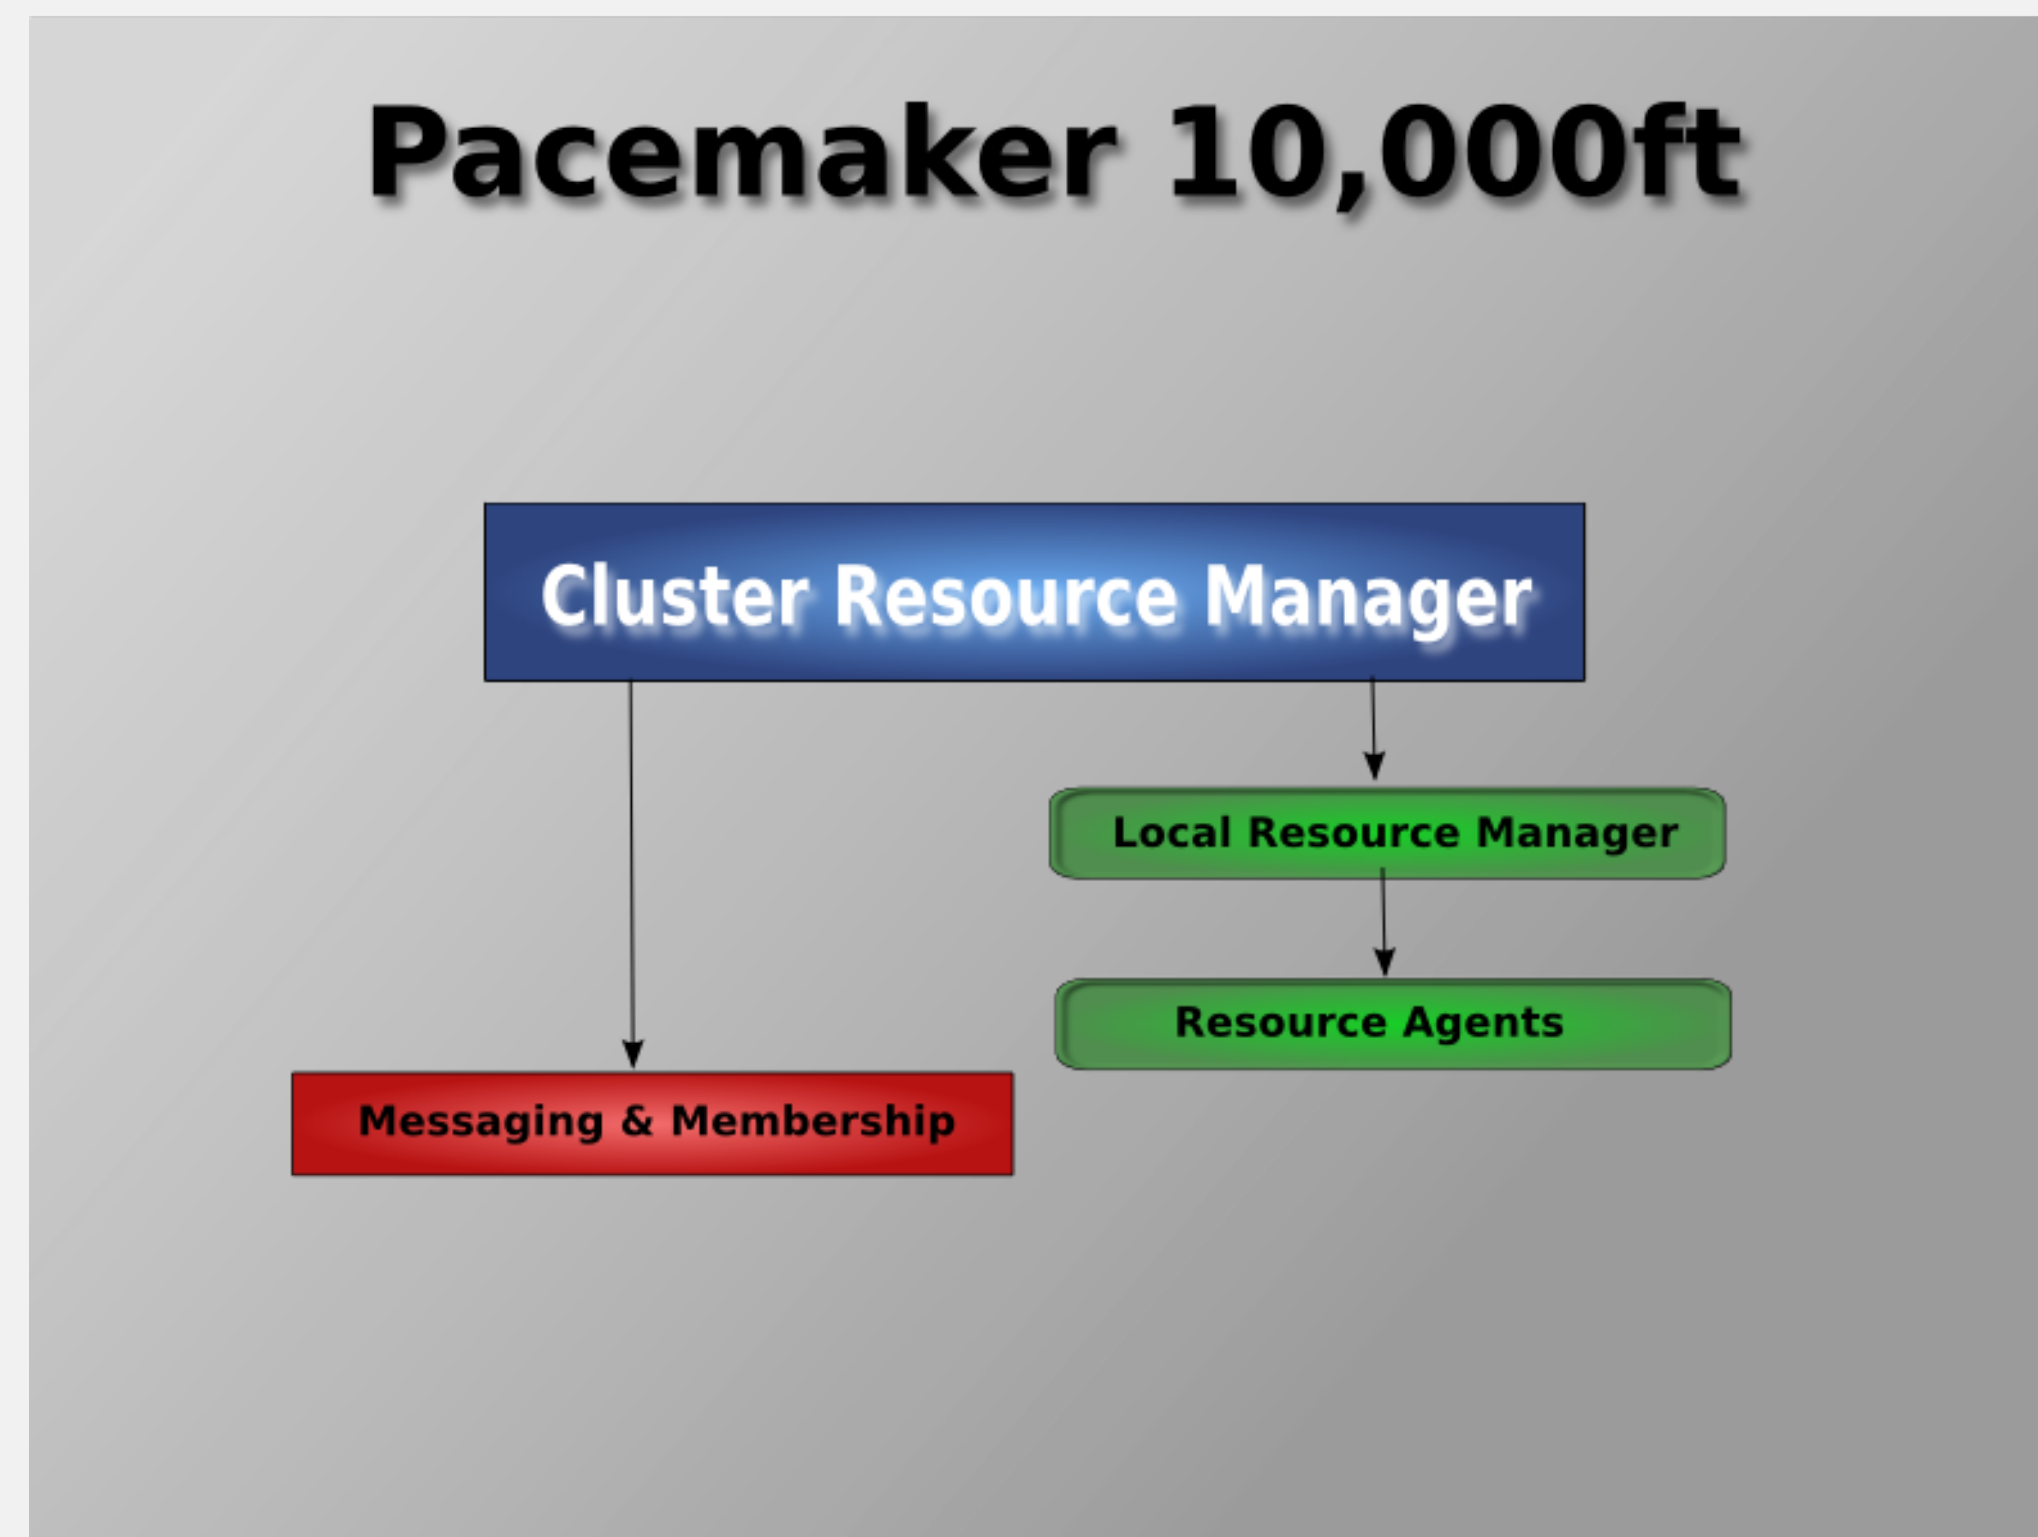 Pacemaker 10,000ft
Cluster Resource Manager
Local Resource Manager
Resource Agents
Messaging & Membership